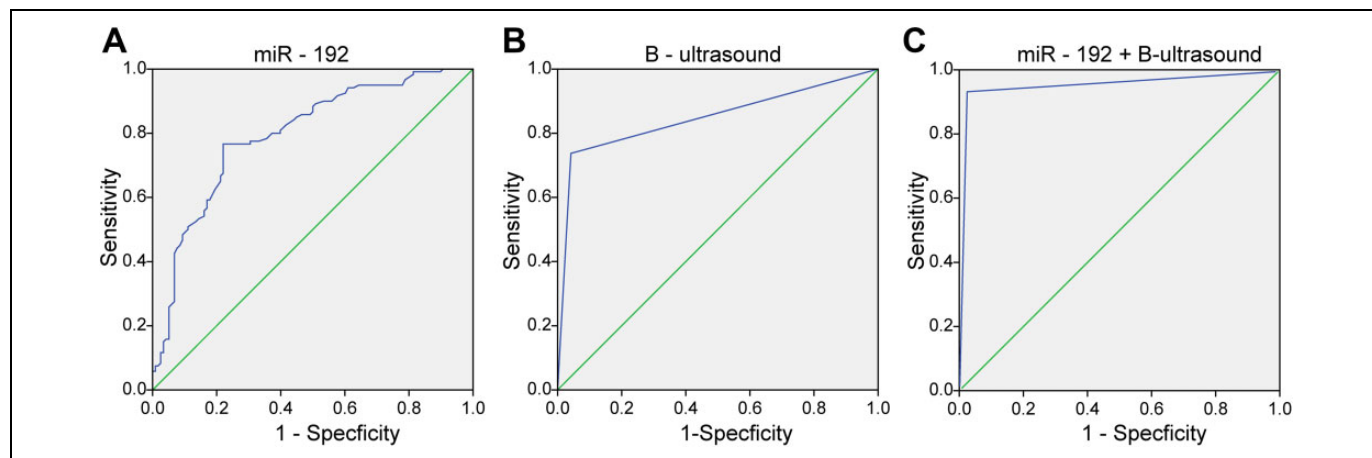 A
miR - 192
1.0
0.8
0.6
0.4
0.2
0.0
Sensitivity
0.0 0.2 0.4 0.6 0.8 1.0
1 - Specficity
B
B - ultrasound
1.0
0.8
0.6
0.4
0.2
0.0
Sensitivity
0.0 0.2 0.4 0.6 0.8 1.0
1-Specficity
C
miR - 192 + B-ultrasound
1.0
0.8
0.6
0.4
0.2
0.0
Sensitivity
0.0 0.2 0.4 0.6 0.8 1.0
1 - Specficity